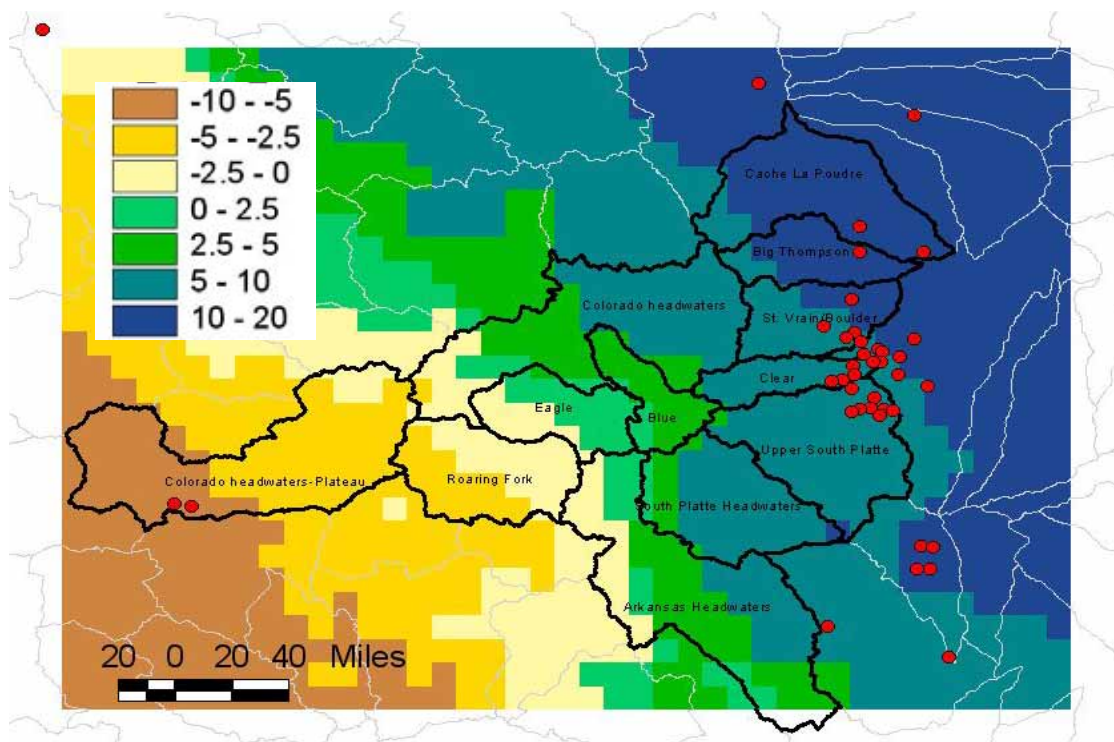 -10 - -5
-5 - -2.5
-2.5 - 0
0 - 2.5
2.5 - 5
5 - 10
10 - 20
Cache La Poudre
Big Thompson
Colorado headwaters
St. Vrain/Boulder
Clear
Eagle
Blue
Upper South Platte
Colorado headwaters-Plateau
Roaring Fork
South Platte Headwaters
Arkansas Headwaters
20 0 20 40 Miles